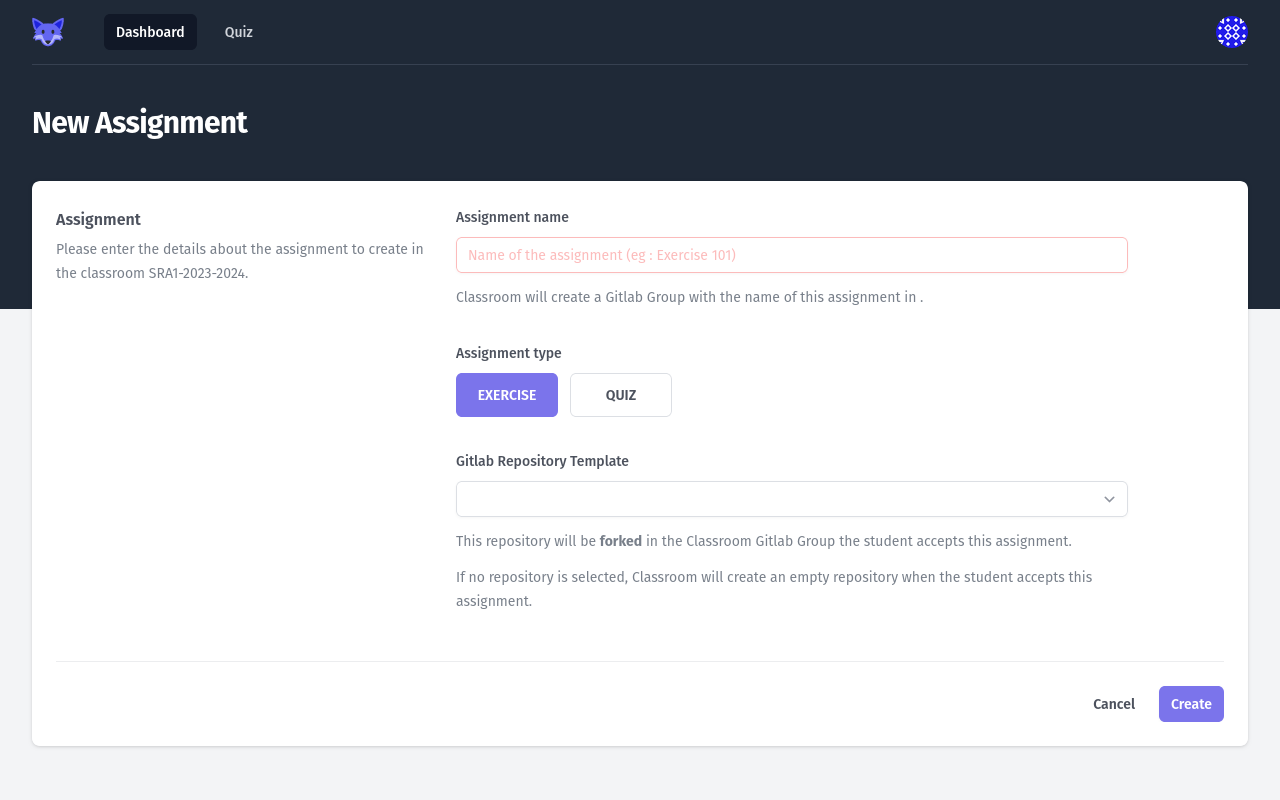 Dashboard
Quiz
New Assignment
Assignment
Please enter the details about the assignment to create in
the classroom SRA1-2023-2024.
Assignment name
Name of the assignment (eg : Exercise 101)
Classroom will create a Gitlab Group with the name of this assignment in .
Assignment type
EXERCISE
QUIZ
Gitlab Repository Template
This repository will be forked in the Classroom Gitlab Group the student accepts this assignment.
If no repository is selected, Classroom will create an empty repository when the student accepts this
assignment.
Cancel
Create